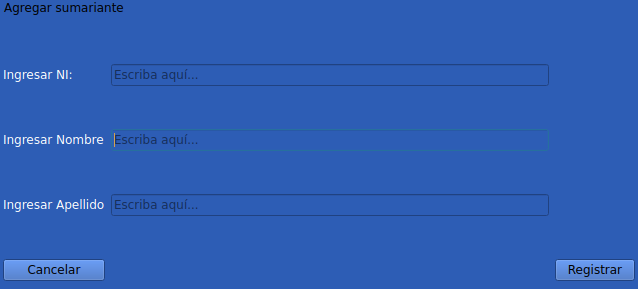 Agregar sumariante
Ingresar NI: Escriba aquí...
Ingresar Nombre Escriba aquí...
Ingresar Apellido Escriba aquí...
Cancelar Registrar